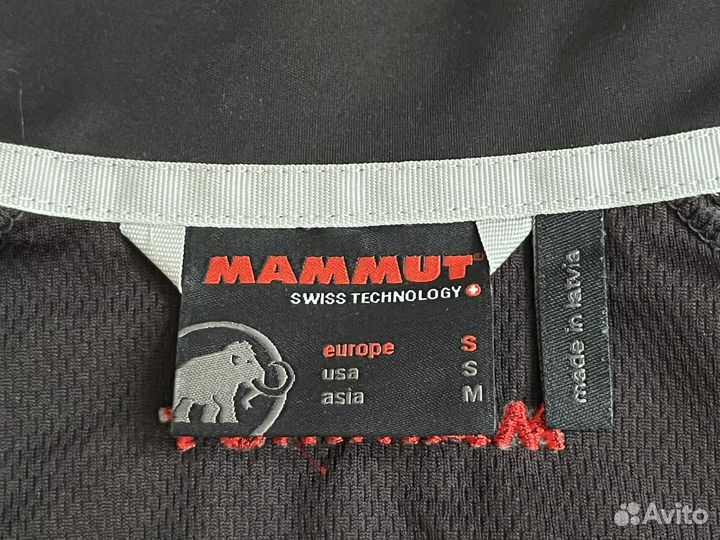 MAMMUT®
SWISS TECHNOLOGY
europe S
usa S
asia M
made in latvia
Avito